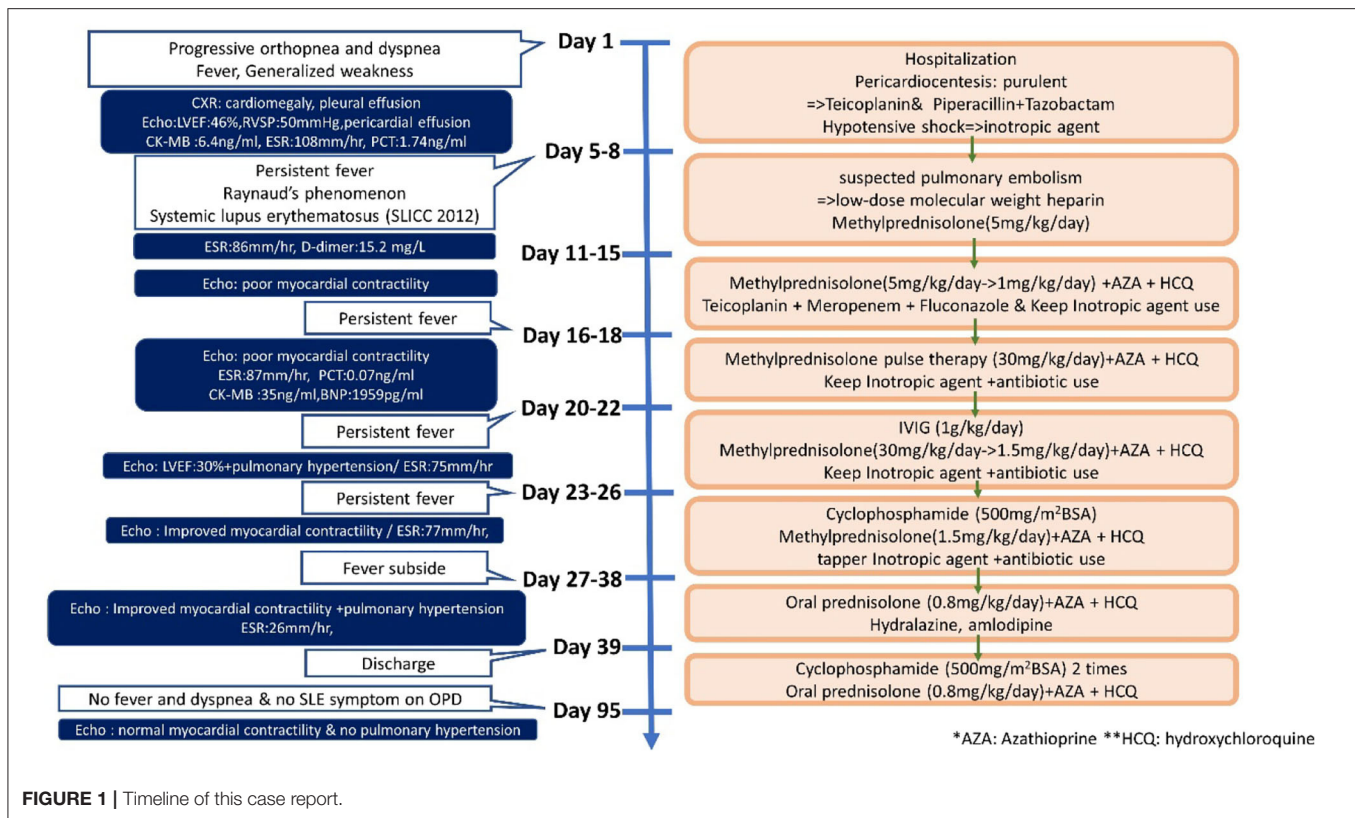 Progressive orthopnea and dyspnea
Fever, Generalized weakness
Day 1
CXR: cardiomegaly, pleural effusion
Echo:LVEF:46%,RVSP:50mmHg,pericardial effusion
CK-MB :6.4ng/ml, ESR:108mm/hr, PCT:1.74ng/ml
Day 5-8
Persistent fever
Raynaud's phenomenon
Systemic lupus erythematosus (SLICC 2012)
ESR:86mm/hr, D-dimer:15.2 mg/L
Day 11-15
Echo: poor myocardial contractility
Persistent fever
Day 16-18
Echo: poor myocardial contractility
ESR:87mm/hr, PCT:0.07ng/ml
CK-MB :35ng/ml,BNP:1959pg/ml
Day 20-22
Persistent fever
Echo: LVEF:30%+pulmonary hypertension/ ESR:75mm/hr
Day 23-26
Persistent fever
Echo : Improved myocardial contractility / ESR:77mm/hr,
Fever subside
Day 27-38
Echo : Improved myocardial contractility +pulmonary hypertension
ESR:26mm/hr,
Day 39
Discharge
No fever and dyspnea & no SLE symptom on OPD
Day 95
Echo : normal myocardial contractility & no pulmonary hypertension
Hospitalization
Pericardiocentesis: purulent
=>Teicoplanin& Piperacillin+Tazobactam
Hypotensive shock=>inotropic agent
suspected pulmonary embolism
=>low-dose molecular weight heparin
Methylprednisolone(5mg/kg/day)
Methylprednisolone(5mg/kg/day->1mg/kg/day) +AZA + HCQ
Teicoplanin + Meropenem + Fluconazole & Keep Inotropic agent use
Methylprednisolone pulse therapy (30mg/kg/day)+AZA + HCQ
Keep Inotropic agent +antibiotic use
IVIG (1g/kg/day)
Methylprednisolone(30mg/kg/day->1.5mg/kg/day)+AZA + HCQ
Keep Inotropic agent +antibiotic use
Cyclophosphamide (500mg/m²BSA)
Methylprednisolone(1.5mg/kg/day)+AZA + HCQ
tapper Inotropic agent +antibiotic use
Oral prednisolone (0.8mg/kg/day)+AZA + HCQ
Hydralazine, amlodipine
Cyclophosphamide (500mg/m²BSA) 2 times
Oral prednisolone (0.8mg/kg/day)+AZA + HCQ
*AZA: Azathioprine **HCQ: hydroxychloroquine
FIGURE 1 | Timeline of this case report.